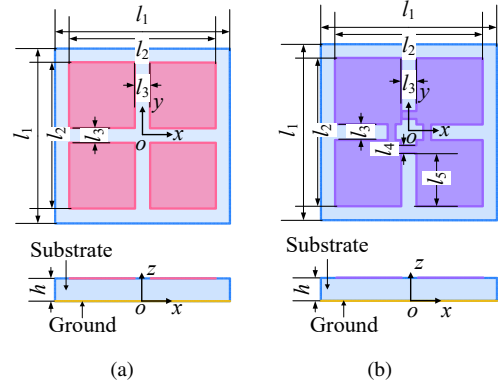 l1
l2
l3
y
l1
l2
l3
x
o
Substrate
z
h
o
x
Ground
(a)
l1
l2
l3
y
l1
l2
l3
o
x
l4
l5
Substrate
z
h
o
x
Ground
(b)